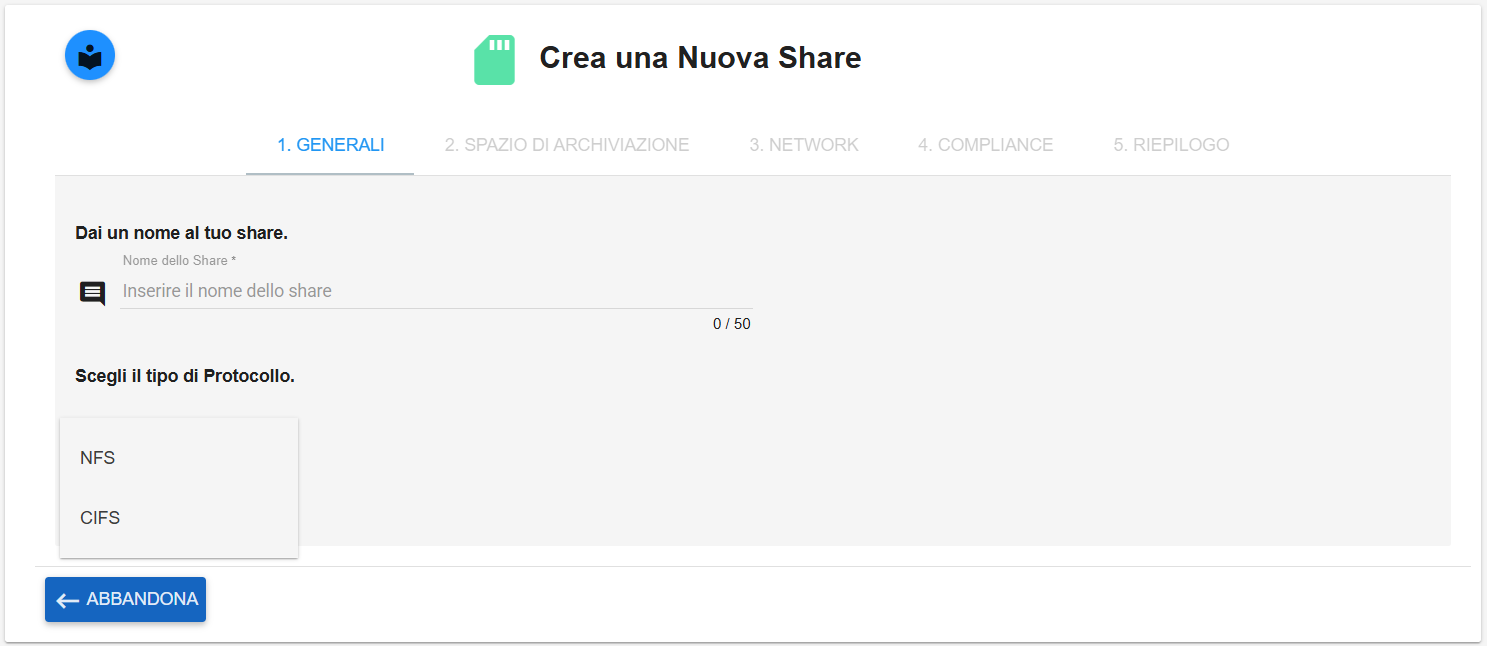 Crea una Nuova Share
1. GENERALI
2. SPAZIO DI ARCHIVIAZIONE
3. NETWORK
4. COMPLIANCE
5. RIEPILOGO
Dai un nome al tuo share.
Nome dello Share *
Inserire il nome dello share
0 / 50
Scegli il tipo di Protocollo.
NFS
CIFS
ABBANDONA